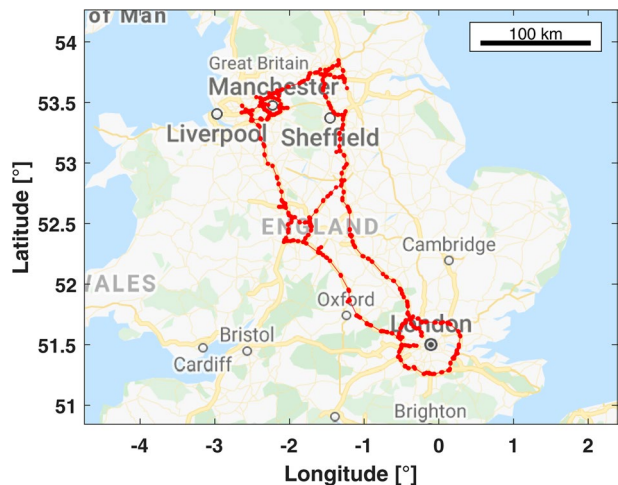 of Man
100 km
Great Britain
Manchester
Liverpool
Sheffield
ENGLAND
Cambridge
WALES
Oxford
London
Bristol
Cardiff
Brighton
54
53.5
53
52.5
52
51.5
51
Latitude [°]
-4 -3 -2 -1 0 1 2
Longitude [°]